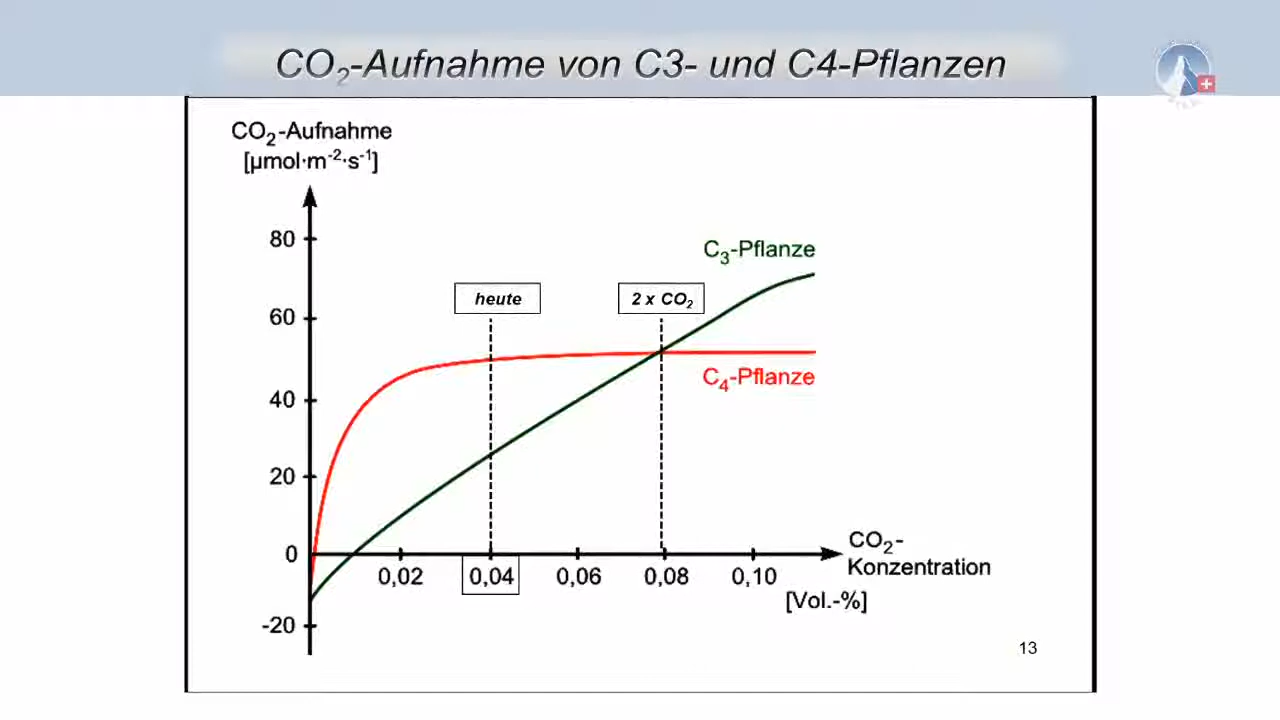 CO₂-Aufnahme von C3- und C4-Pflanzen
CO₂-Aufnahme
[µmol·m⁻²·s⁻¹]
80
60
40
20
0
-20
C₃-Pflanze
heute
2 x CO₂
C₄-Pflanze
0,02
0,04
0,06
0,08
0,10
CO₂-
Konzentration
[Vol.-%]
13